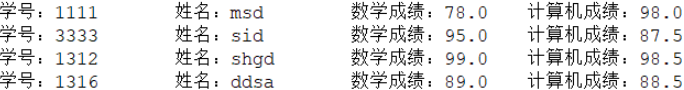 学号：1111 姓名：msd 数学成绩：78.0 计算机成绩：98.0
学号：3333 姓名：sid 数学成绩：95.0 计算机成绩：87.5
学号：1312 姓名：shgd 数学成绩：99.0 计算机成绩：98.5
学号：1316 姓名：ddsa 数学成绩：89.0 计算机成绩：88.5